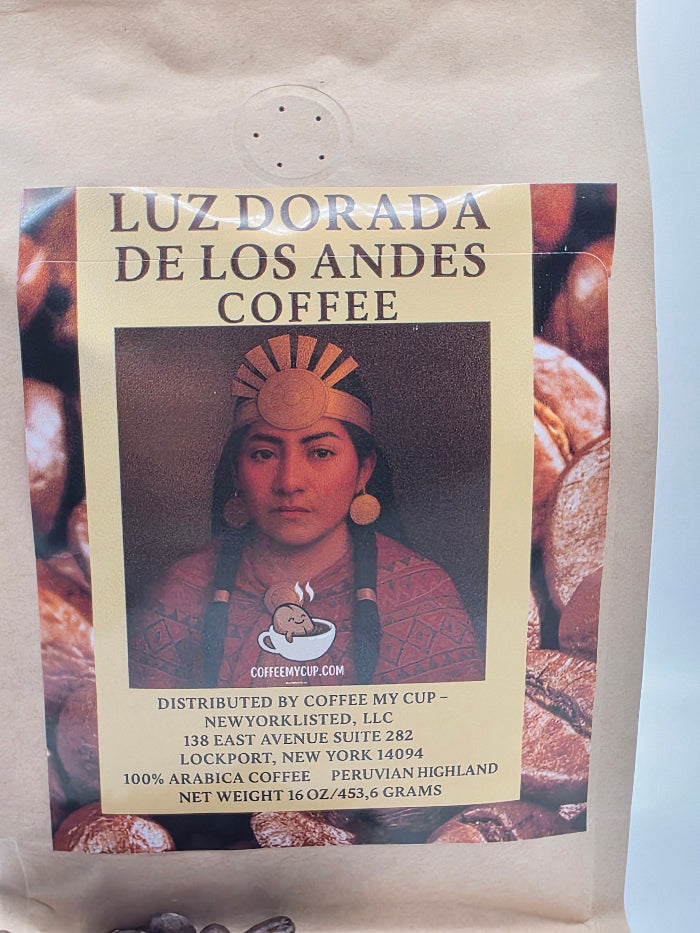 LUZ DORADA
DE LOS ANDES
COFFEE
COFFEEMYCUP.COM
DISTRIBUTED BY COFFEE MY CUP –
NEWYORKLISTED, LLC
138 EAST AVENUE SUITE 282
LOCKPORT, NEW YORK 14094
100% ARABICA COFFEE PERUVIAN HIGHLAND
NET WEIGHT 16 OZ/453,6 GRAMS